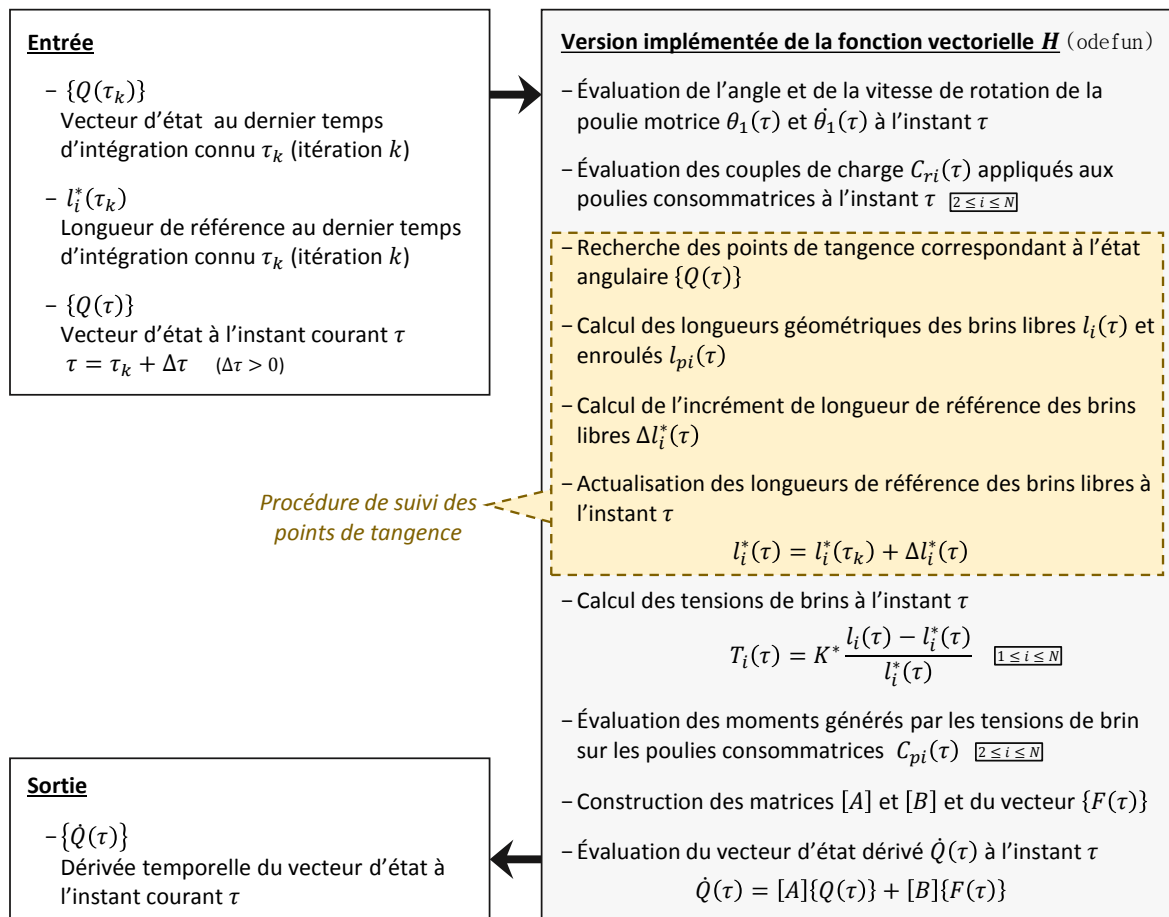 Entrée
– {Q(τ_k)}
Vecteur d'état au dernier temps
d'intégration connu τ_k (itération k)
– l_i^*(τ_k)
Longueur de référence au dernier temps
d'intégration connu τ_k (itération k)
– {Q(τ)}
Vecteur d'état à l'instant courant τ
τ = τ_k + Δτ (Δτ > 0)
Version implémentée de la fonction vectorielle H (odefun)
– Évaluation de l'angle et de la vitesse de rotation de la
poulie motrice θ_1(τ) et θ̇_1(τ) à l'instant τ
– Évaluation des couples de charge C_ri(τ) appliqués aux
poulies consommatrices à l'instant τ 2 ≤ i ≤ N
– Recherche des points de tangence correspondant à l'état
angulaire {Q(τ)}
– Calcul des longueurs géométriques des brins libres l_i(τ) et
enroulés l_pi(τ)
– Calcul de l'incrément de longueur de référence des brins
libres Δl_i^*(τ)
– Actualisation des longueurs de référence des brins libres à
l'instant τ
l_i^*(τ) = l_i^*(τ_k) + Δl_i^*(τ)
Procédure de suivi des
points de tangence
– Calcul des tensions de brins à l'instant τ
T_i(τ) = K^* (l_i(τ) − l_i^*(τ)) / l_i^*(τ) 1 ≤ i ≤ N
– Évaluation des moments générés par les tensions de brin
sur les poulies consommatrices C_pi(τ) 2 ≤ i ≤ N
– Construction des matrices [A] et [B] et du vecteur {F(τ)}
– Évaluation du vecteur d'état dérivé Q̇(τ) à l'instant τ
Q̇(τ) = [A]{Q(τ)} + [B]{F(τ)}
Sortie
– {Q̇(τ)}
Dérivée temporelle du vecteur d'état à
l'instant courant τ